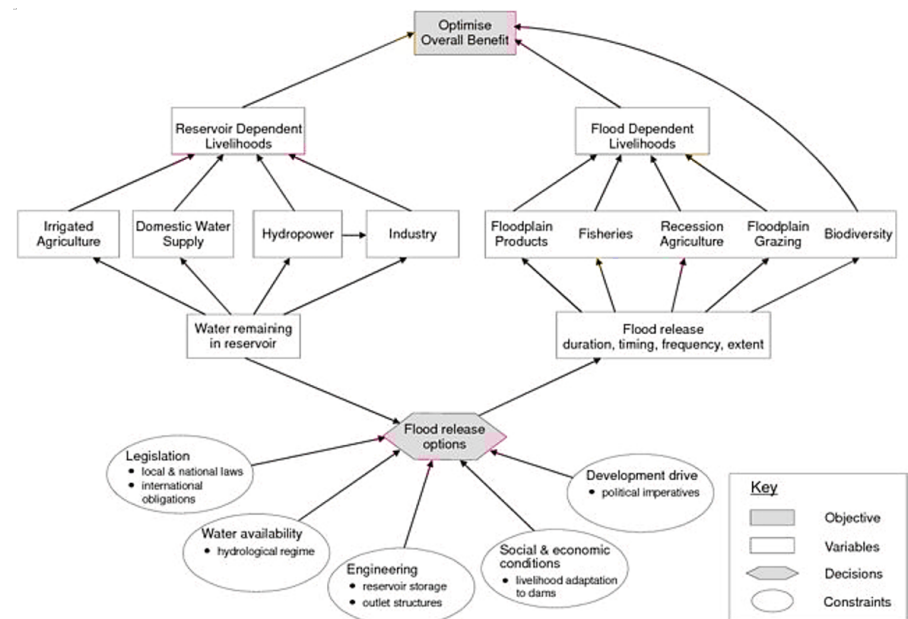 Optimise
Overall Benefit
Reservoir Dependent
Livelihoods
Flood Dependent
Livelihoods
Irrigated
Agriculture
Domestic Water
Supply
Hydropower
Industry
Floodplain
Products
Fisheries
Recession
Agriculture
Floodplain
Grazing
Biodiversity
Water remaining
in reservoir
Flood release
duration, timing, frequency, extent
Flood release
options
Legislation
• local & national laws
• international
obligations
Water availability
• hydrological regime
Engineering
• reservoir storage
• outlet structures
Social & economic
conditions
• livelihood adaptation
to dams
Development drive
• political imperatives
Key
Objective
Variables
Decisions
Constraints